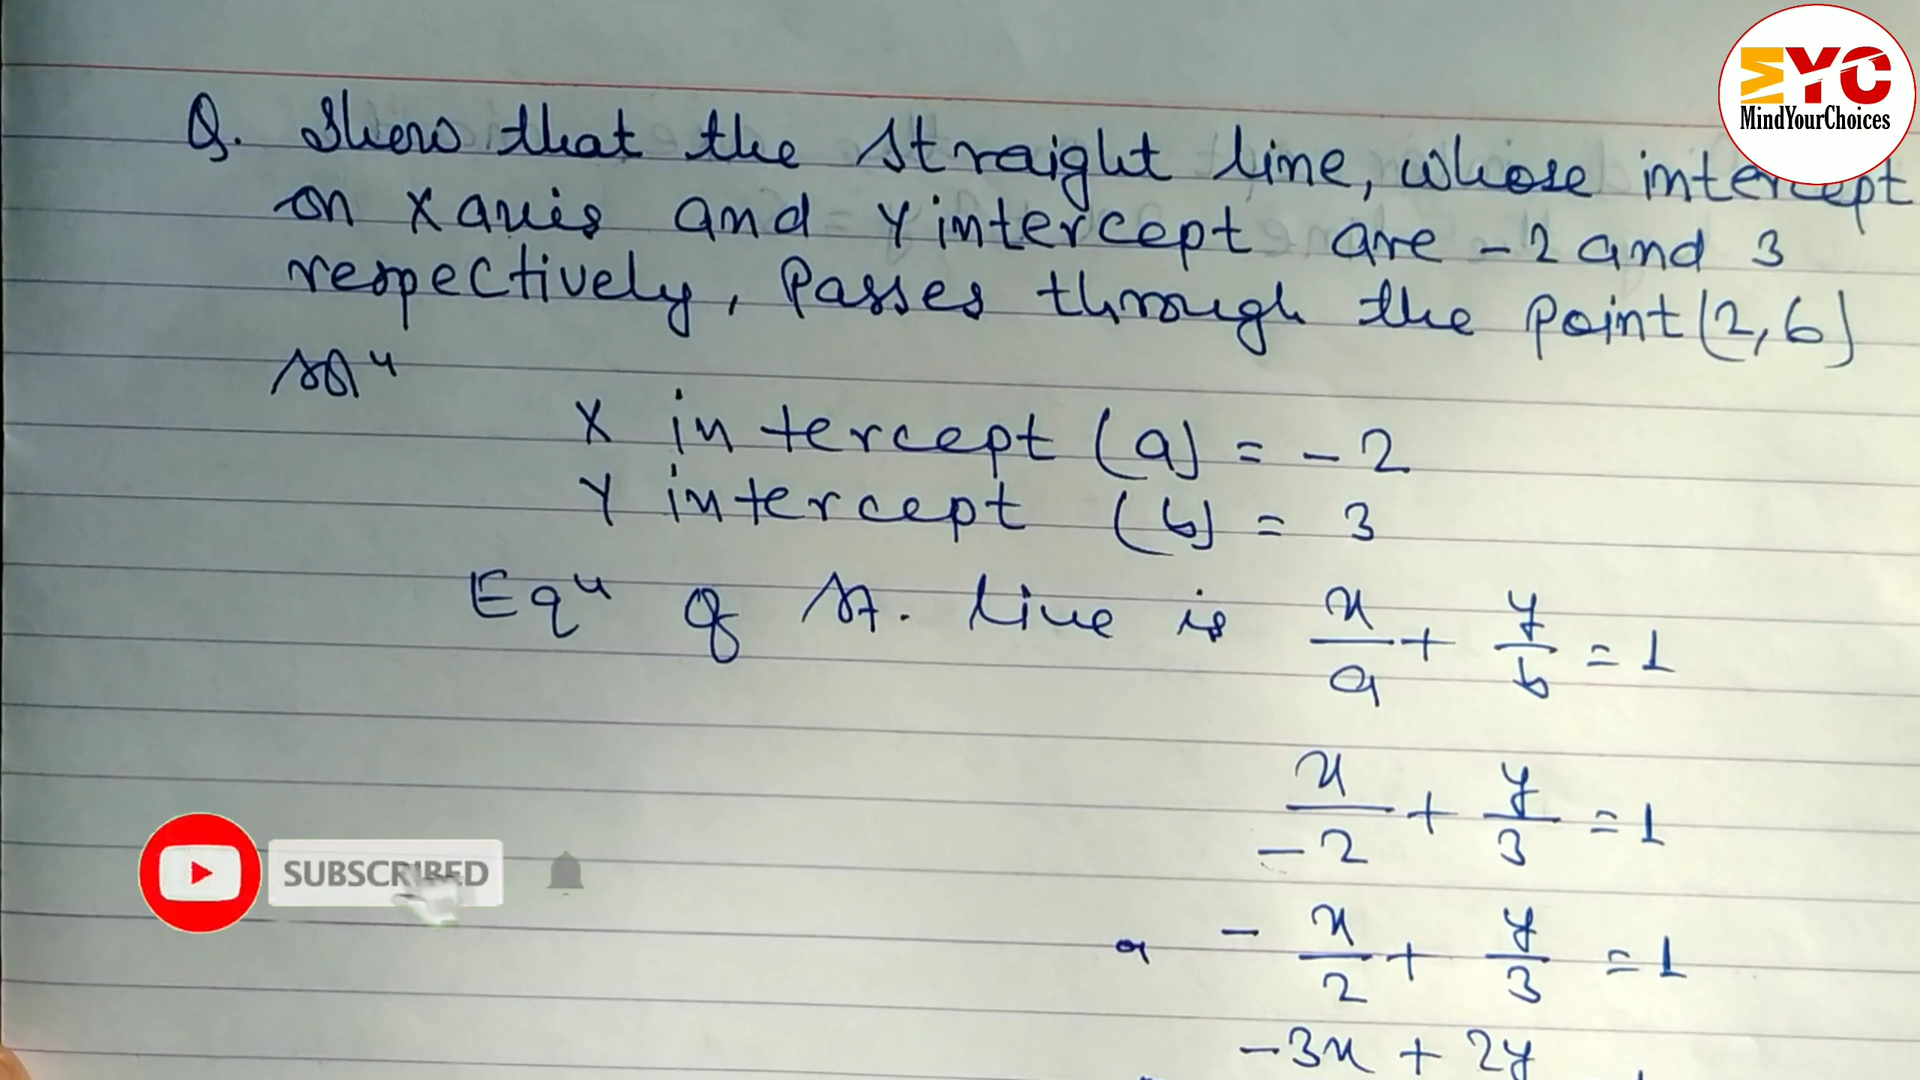 MYC
MindYourChoices
Q. Show that the straight line, whose intercept
on X axis and Y intercept are -2 and 3
respectively, Passes through the point (2,6)
Solⁿ
X intercept (a) = -2
Y intercept (b) = 3
Eqⁿ of st. line is x/a + y/b = 1
x/-2 + y/3 = 1
- x/2 + y/3 = 1
-3x + 2y
SUBSCRIBED